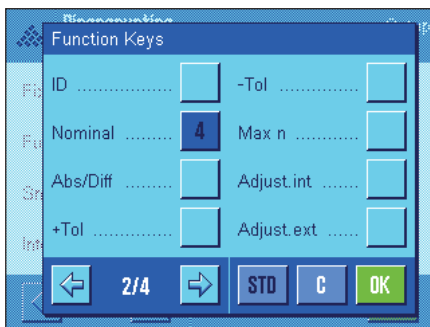 Function Keys
ID ................
Nominal ......... 4
Abs/Diff ...........
+Tol ...............
-Tol ..............
Max n ............
Adjust.int ......
Adjust.ext ......
2/4
STD C OK